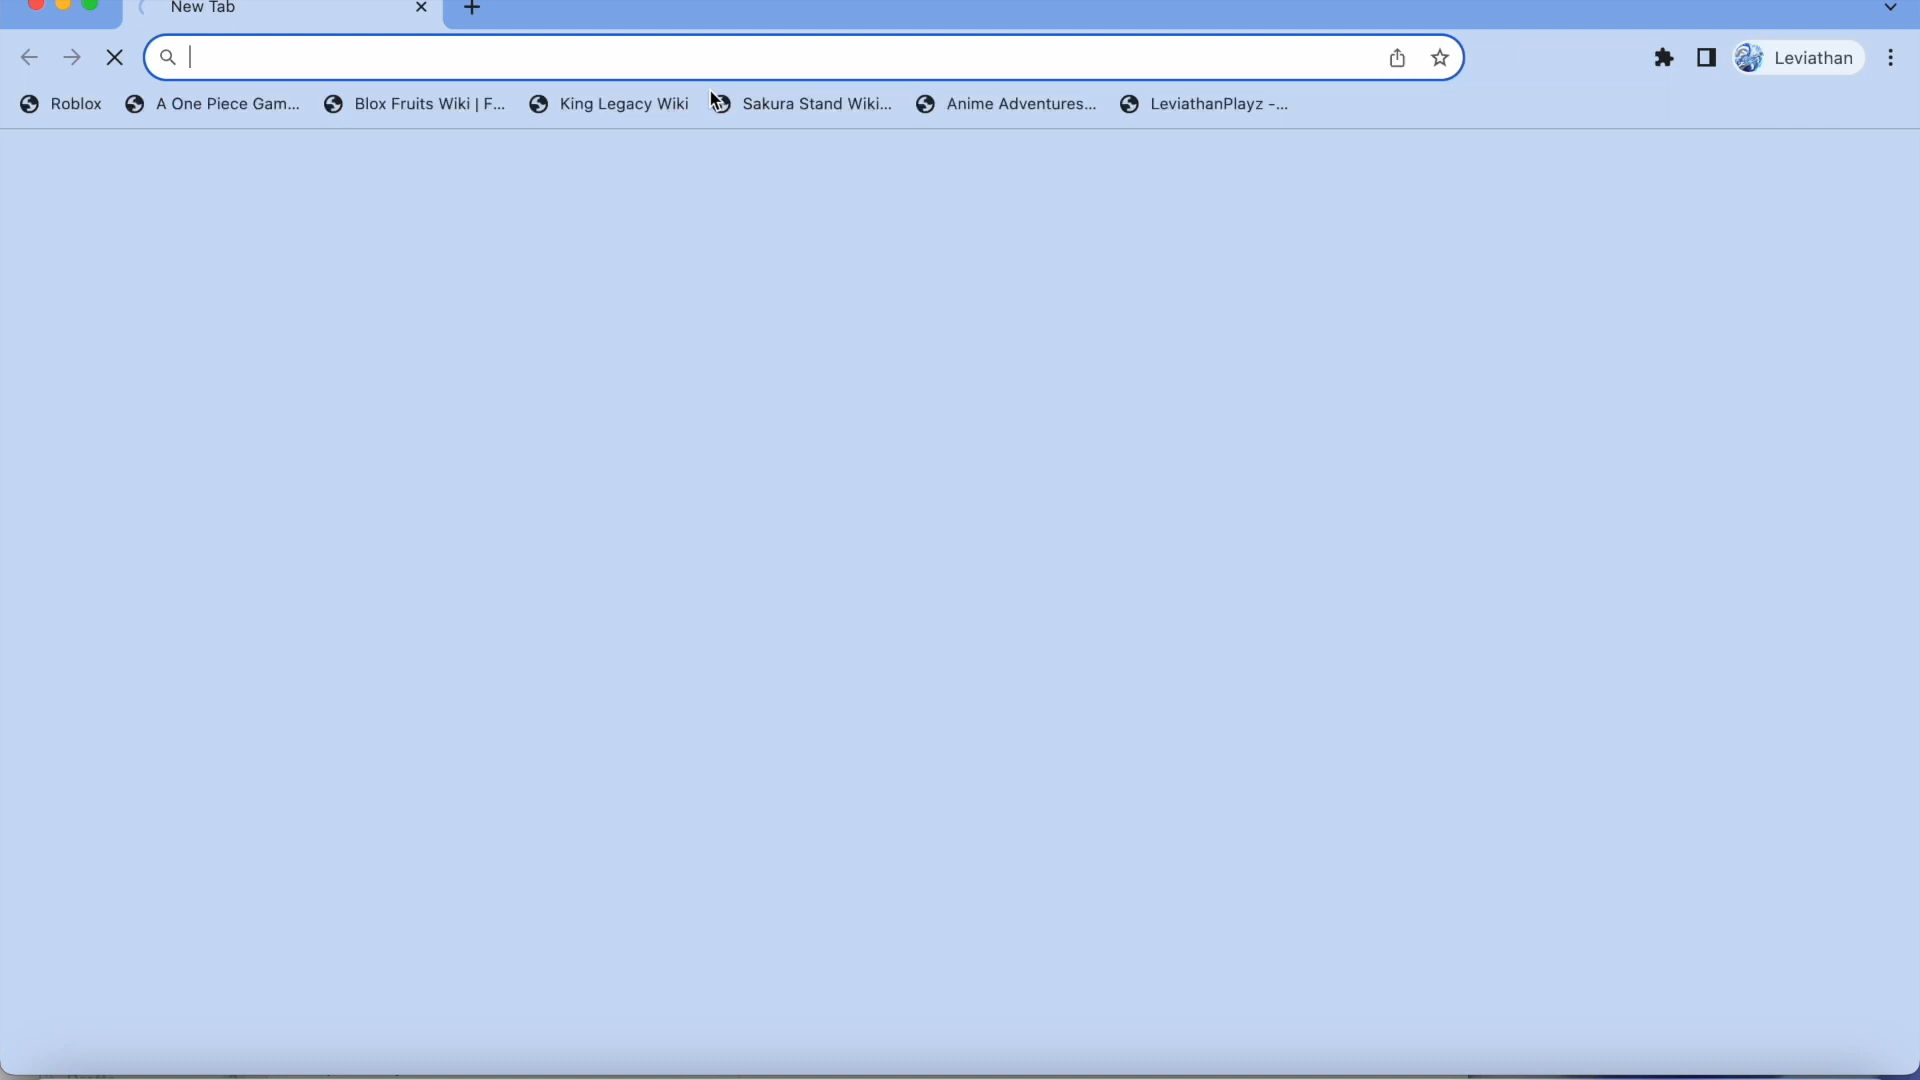 New Tab
Leviathan
Roblox
A One Piece Gam...
Blox Fruits Wiki | F...
King Legacy Wiki
Sakura Stand Wiki...
Anime Adventures...
LeviathanPlayz -...